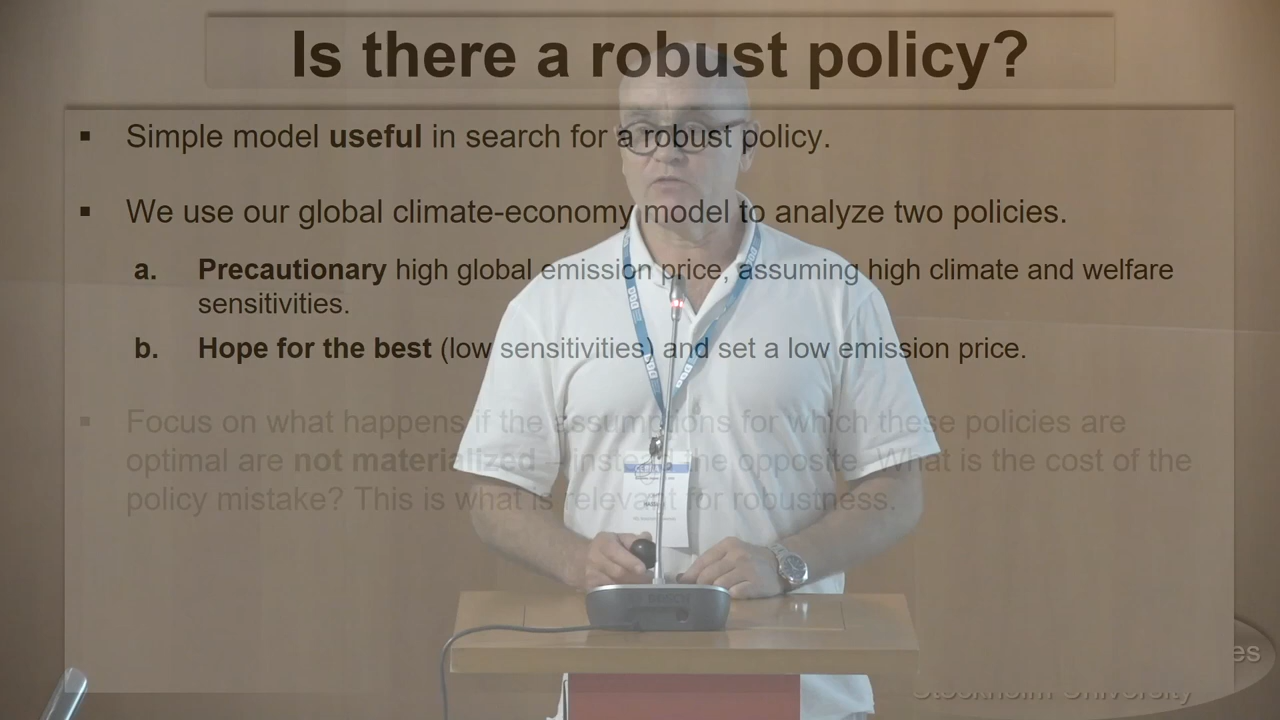 Is there a robust policy?
▪ Simple model useful in search for a robust policy.
▪ We use our global climate-economy model to analyze two policies.
a. Precautionary high global emission price, assuming high climate and welfare
sensitivities.
b. Hope for the best (low sensitivities) and set a low emission price.
▪ Focus on what happens if the assumptions for which these policies are
optimal are not materialized instead the opposite. What is the cost of the
policy mistake? This is what is relevant for robustness.
BOSCH
es
Stockholm University